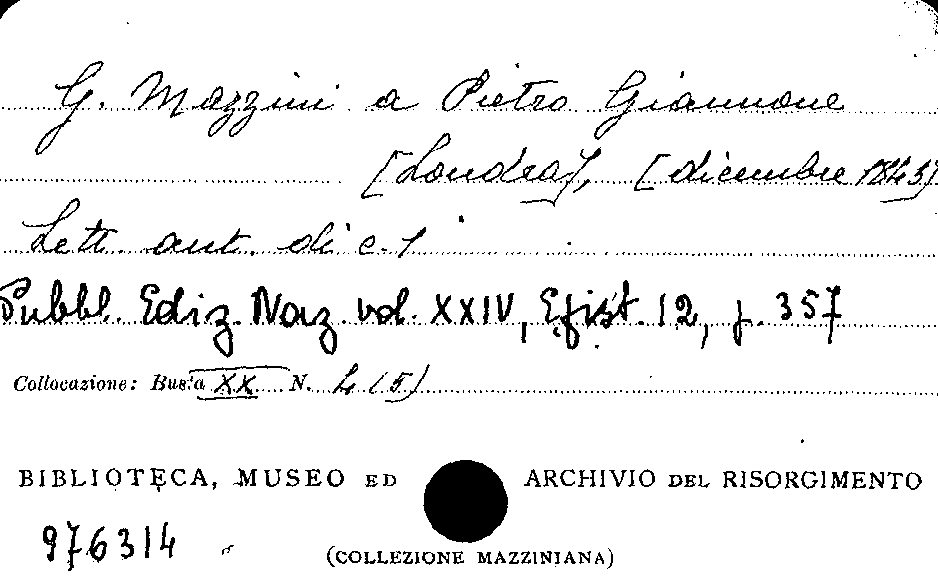 G. Mazzini a Pietro Giannone
[Londra], [dicembre 1843]
Lett. aut. di c. 1
Pubbl. Ediz. Naz. vol. XXIV, Epist. 12, p. 357
Collocazione: Busta XX N. 4 (5)
BIBLIOTECA, MUSEO ED ARCHIVIO DEL RISORGIMENTO
976314
(COLLEZIONE MAZZINIANA)